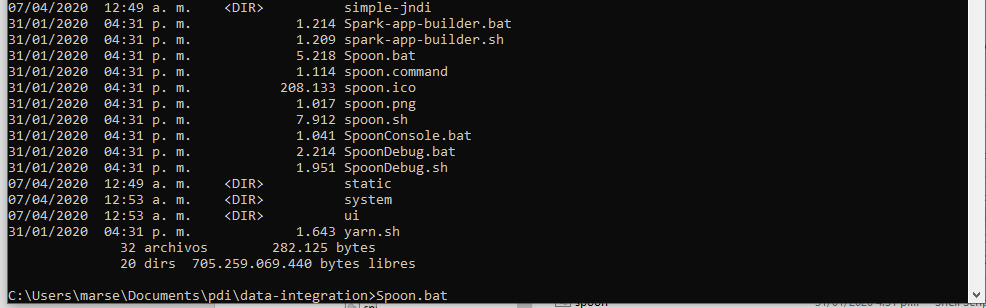 07/04/2020  12:49 a. m.    <DIR>          simple-jndi
31/01/2020  04:31 p. m.             1.214 Spark-app-builder.bat
31/01/2020  04:31 p. m.             1.209 spark-app-builder.sh
31/01/2020  04:31 p. m.             5.218 Spoon.bat
31/01/2020  04:31 p. m.             1.114 spoon.command
31/01/2020  04:31 p. m.           208.133 spoon.ico
31/01/2020  04:31 p. m.             1.017 spoon.png
31/01/2020  04:31 p. m.             7.912 spoon.sh
31/01/2020  04:31 p. m.             1.041 SpoonConsole.bat
31/01/2020  04:31 p. m.             2.214 SpoonDebug.bat
31/01/2020  04:31 p. m.             1.951 SpoonDebug.sh
07/04/2020  12:49 a. m.    <DIR>          static
07/04/2020  12:53 a. m.    <DIR>          system
07/04/2020  12:53 a. m.    <DIR>          ui
31/01/2020  04:31 p. m.             1.643 yarn.sh
              32 archivos        282.125 bytes
              20 dirs  705.259.069.440 bytes libres
C:\Users\marse\Documents\pdi\data-integration>Spoon.bat